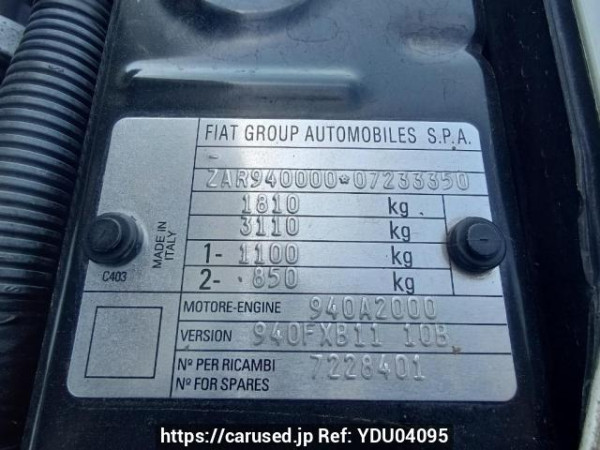 FIAT GROUP AUTOMOBILES S.P.A.
ZAR940000*07233350
1810 kg
3110 kg
1- 1100 kg
2- 850 kg
MADE IN
ITALY
C403
MOTORE-ENGINE 940A2000
VERSION 940FXB11 10B
Nº PER RICAMBI 7228401
Nº FOR SPARES
https://carused.jp Ref: YDU04095